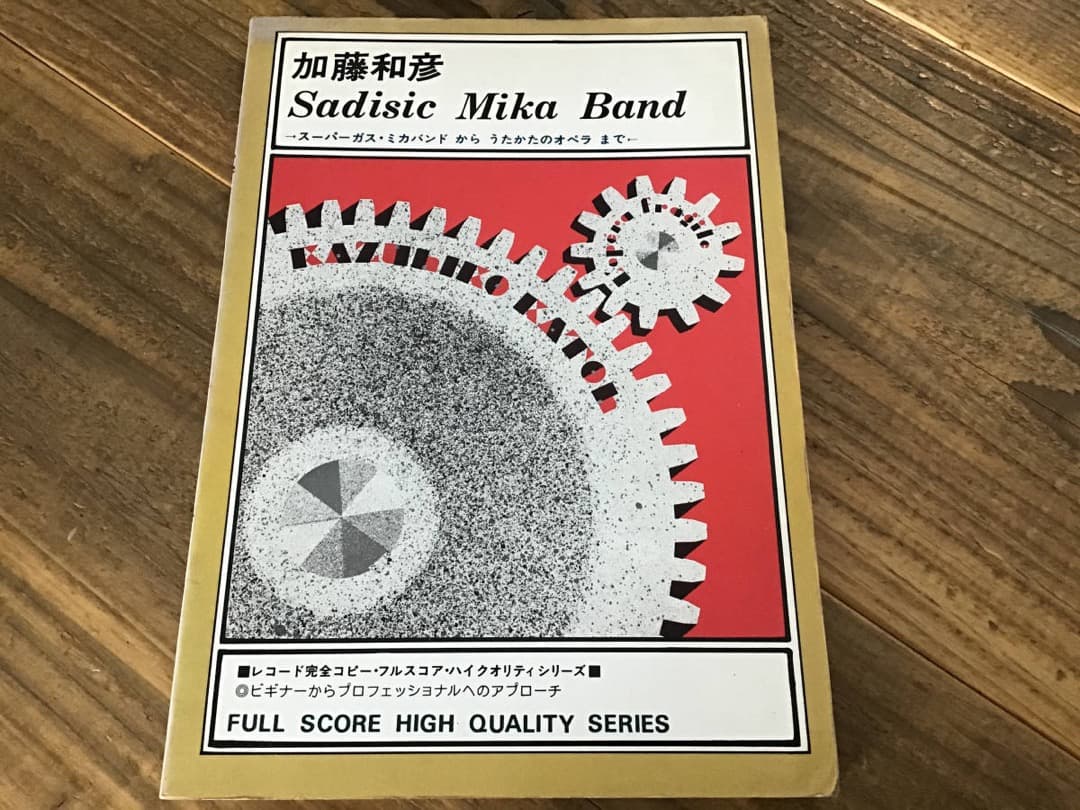 加藤和彦
Sadisic Mika Band
→スーパーガス・ミカバンド から うたかたのオペラ まで←
KAZUHIKO KATOH
Opera Fragile
■レコード完全コピー・フルスコア・ハイクオリティシリーズ■
◎ビギナーからプロフェッショナルへのアプローチ
FULL SCORE HIGH QUALITY SERIES